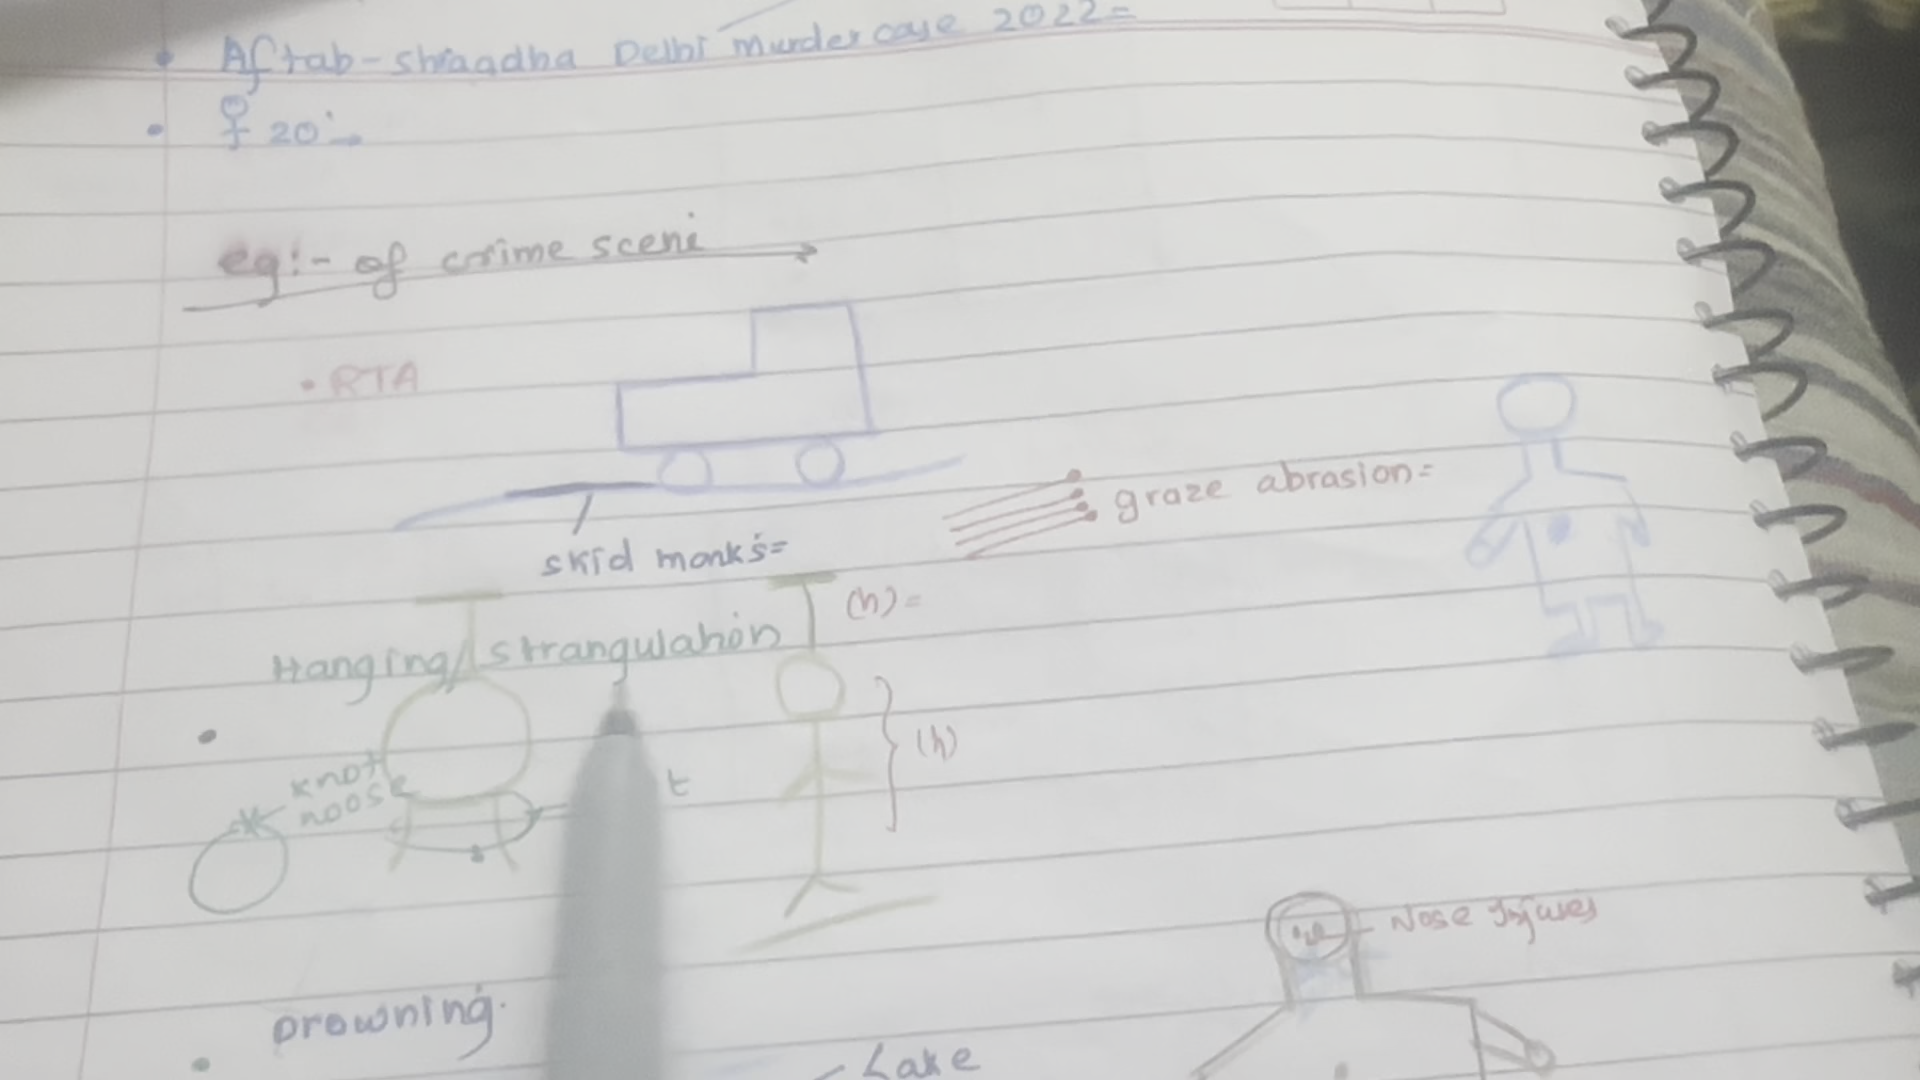 Aftab-shraadha Delhi murder case 2022=
♀ 20'→
eg:- of crime scene
• RTA
graze abrasion=
skid marks=
(h)=
Hanging/strangulation
(h)
knot
noose
t
Nose Injuries
Drowning.
Lake